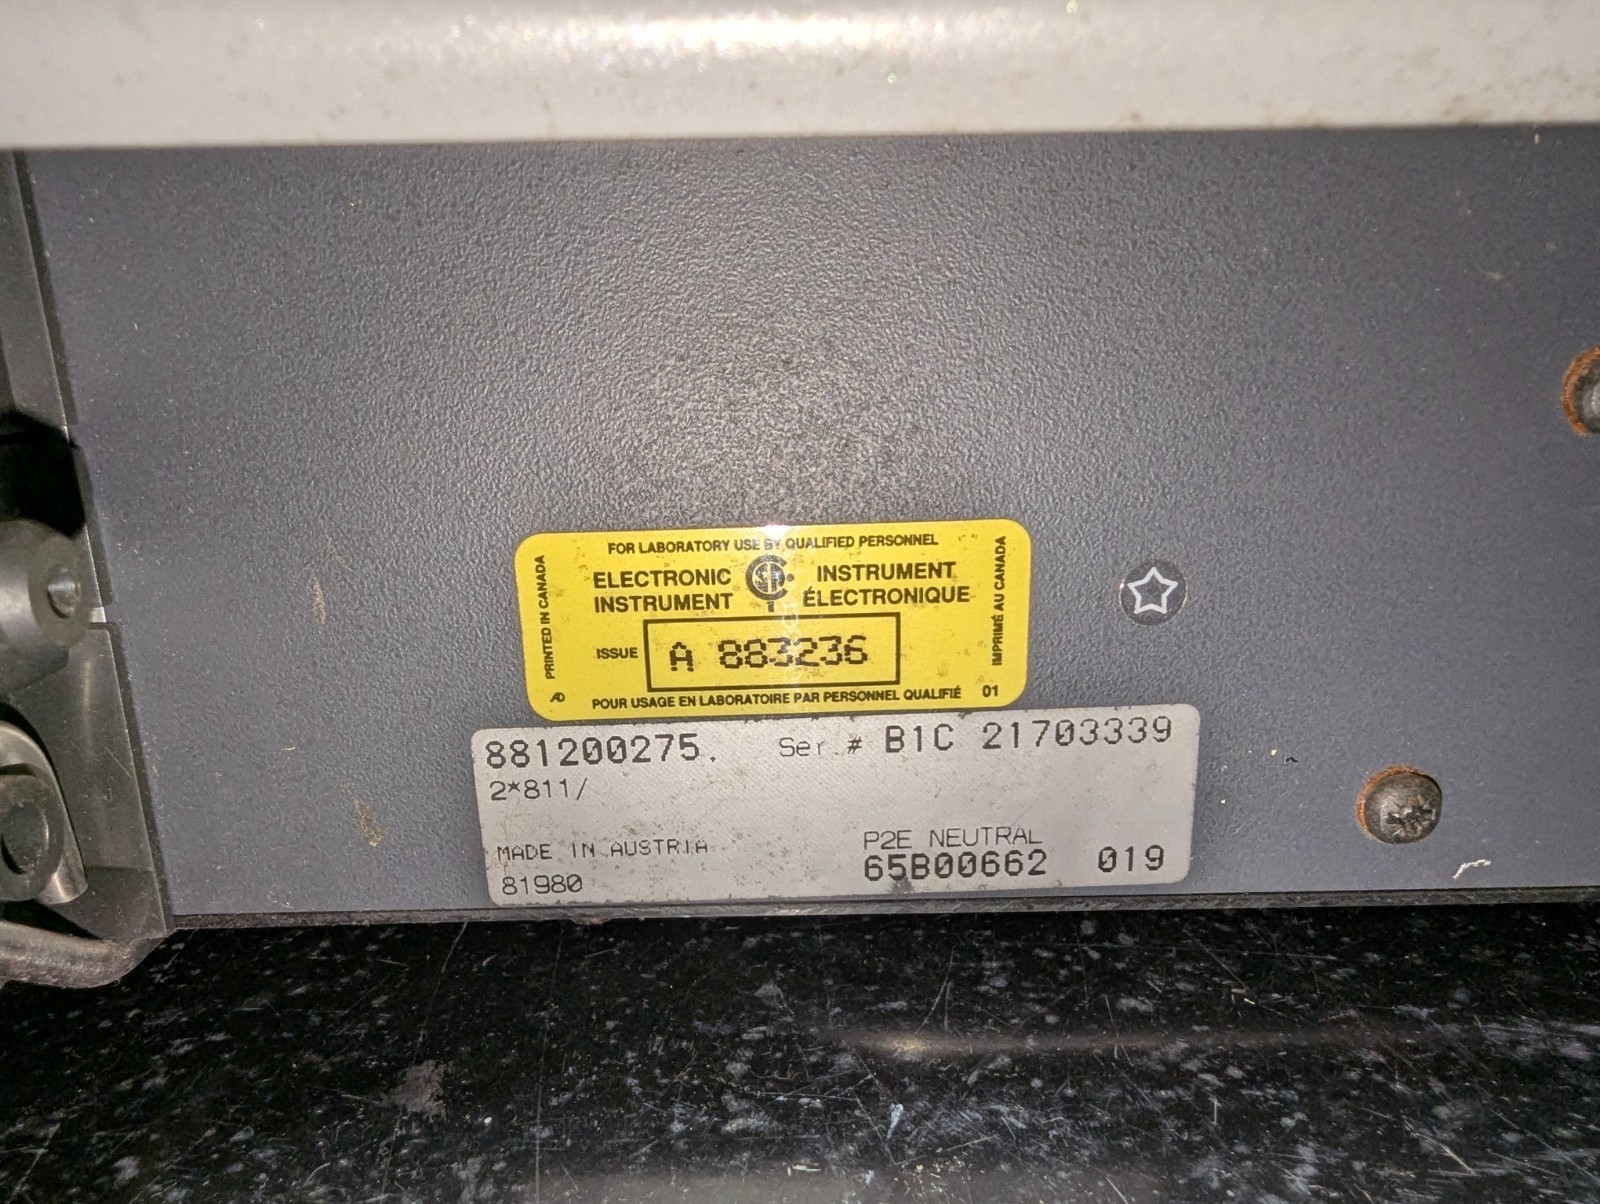 FOR LABORATORY USE BY QUALIFIED PERSONNEL
PRINTED IN CANADA
ELECTRONIC INSTRUMENT
INSTRUMENT ÉLECTRONIQUE
IMPRIMÉ AU CANADA
ISSUE A 883236
POUR USAGE EN LABORATOIRE PAR PERSONNEL QUALIFIÉ 01
881200275. Ser.# B1C 21703339
2*811/
MADE IN AUSTRIA P2E NEUTRAL
81980 65B00662 019